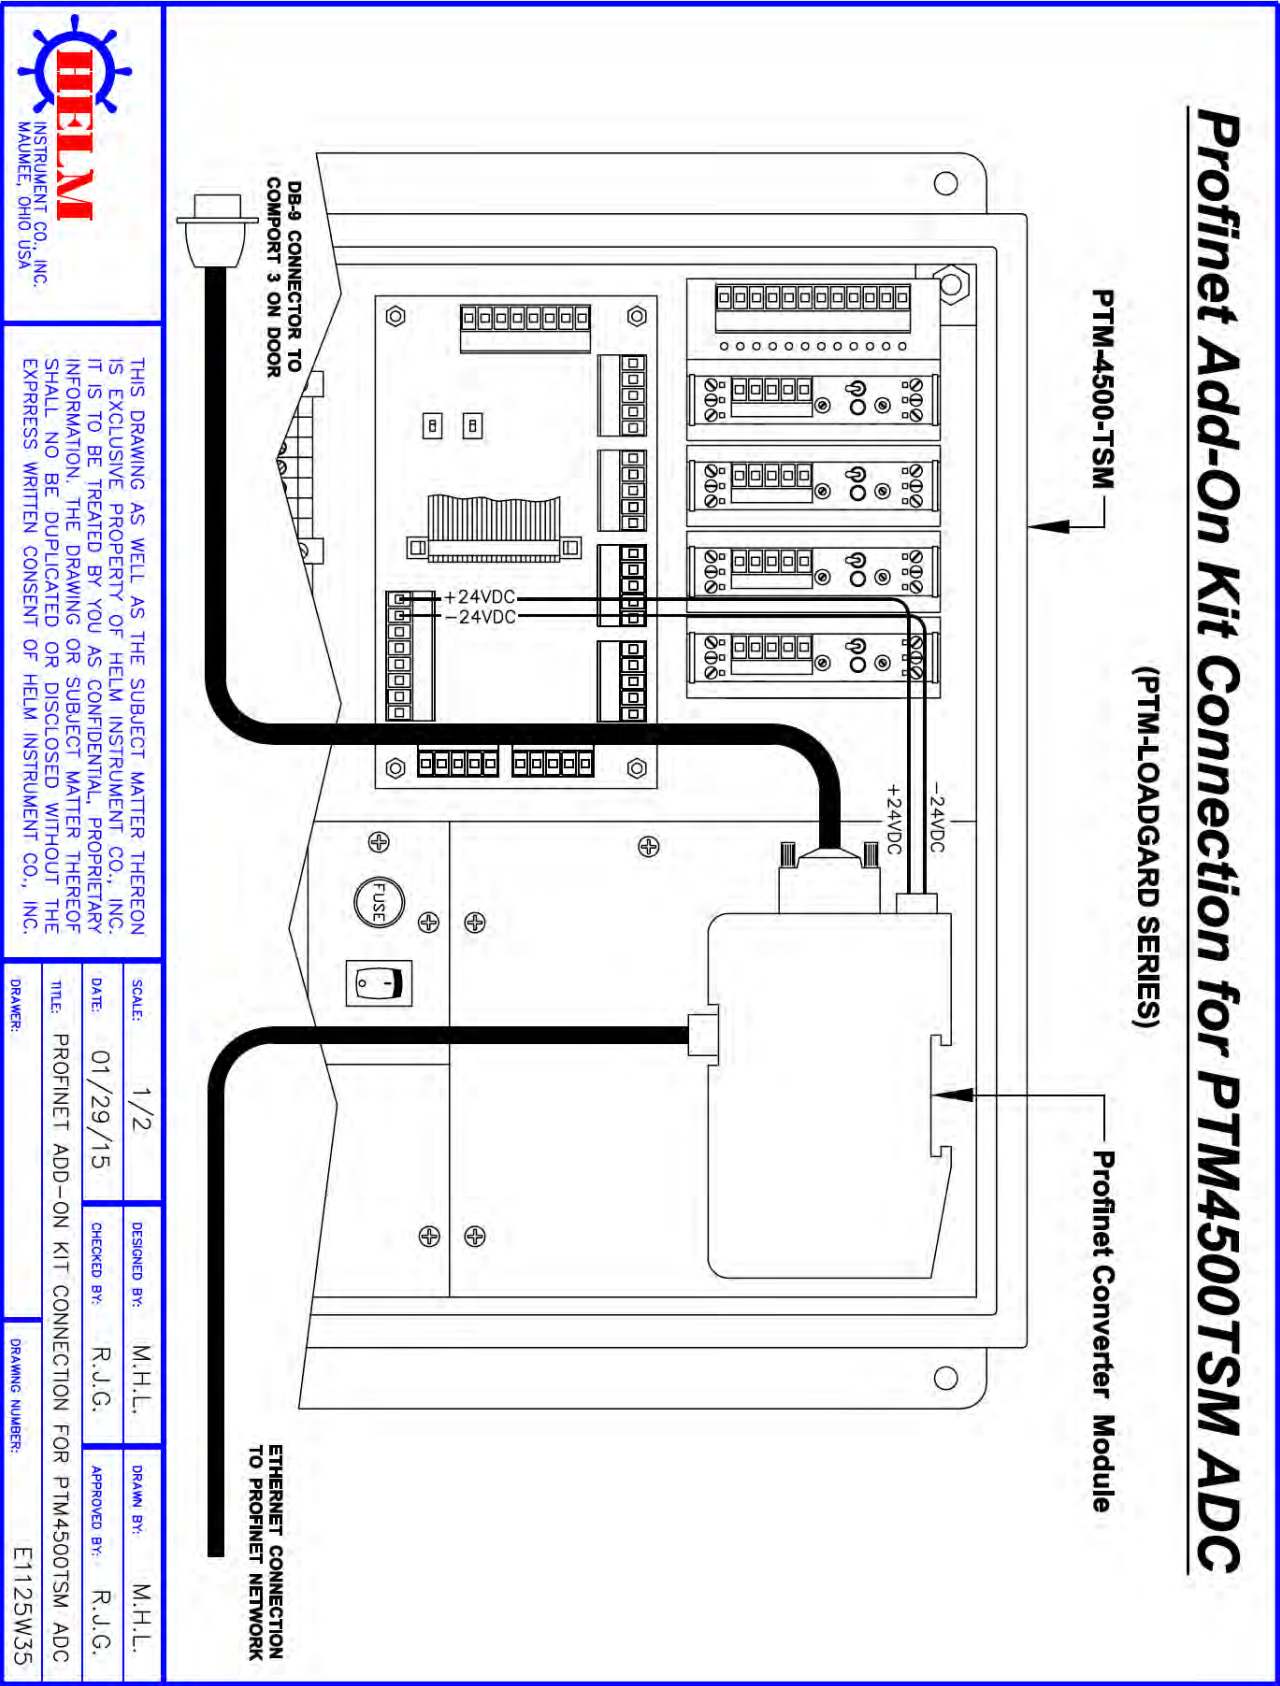 Profinet Add-On Kit Connection for PTM4500TSM ADC
(PTM-LOADGARD SERIES)
PTM-4500-TSM
Profinet Converter Module
-24VDC
+24VDC
+24VDC
-24VDC
FUSE
DB-9 CONNECTOR TO
COMPORT 3 ON DOOR
ETHERNET CONNECTION
TO PROFINET NETWORK
HELM
INSTRUMENT CO., INC.
MAUMEE, OHIO USA
THIS DRAWING AS WELL AS THE SUBJECT MATTER THEREON
IS EXCLUSIVE PROPERTY OF HELM INSTRUMENT CO., INC.
IT IS TO BE TREATED BY YOU AS CONFIDENTIAL, PROPRIETARY
INFORMATION. THE DRAWING OR SUBJECT MATTER THEREOF
SHALL NO BE DUPLICATED OR DISCLOSED WITHOUT THE
EXPRRESS WRITTEN CONSENT OF HELM INSTRUMENT CO., INC.
SCALE: 1/2
DESIGNED BY: M.H.L.
DRAWN BY: M.H.L.
DATE: 01/29/15
CHECKED BY: R.J.G.
APPROVED BY: R.J.G.
TITLE: PROFINET ADD-ON KIT CONNECTION FOR PTM4500TSM ADC
DRAWER:
DRAWING NUMBER: E1125W35